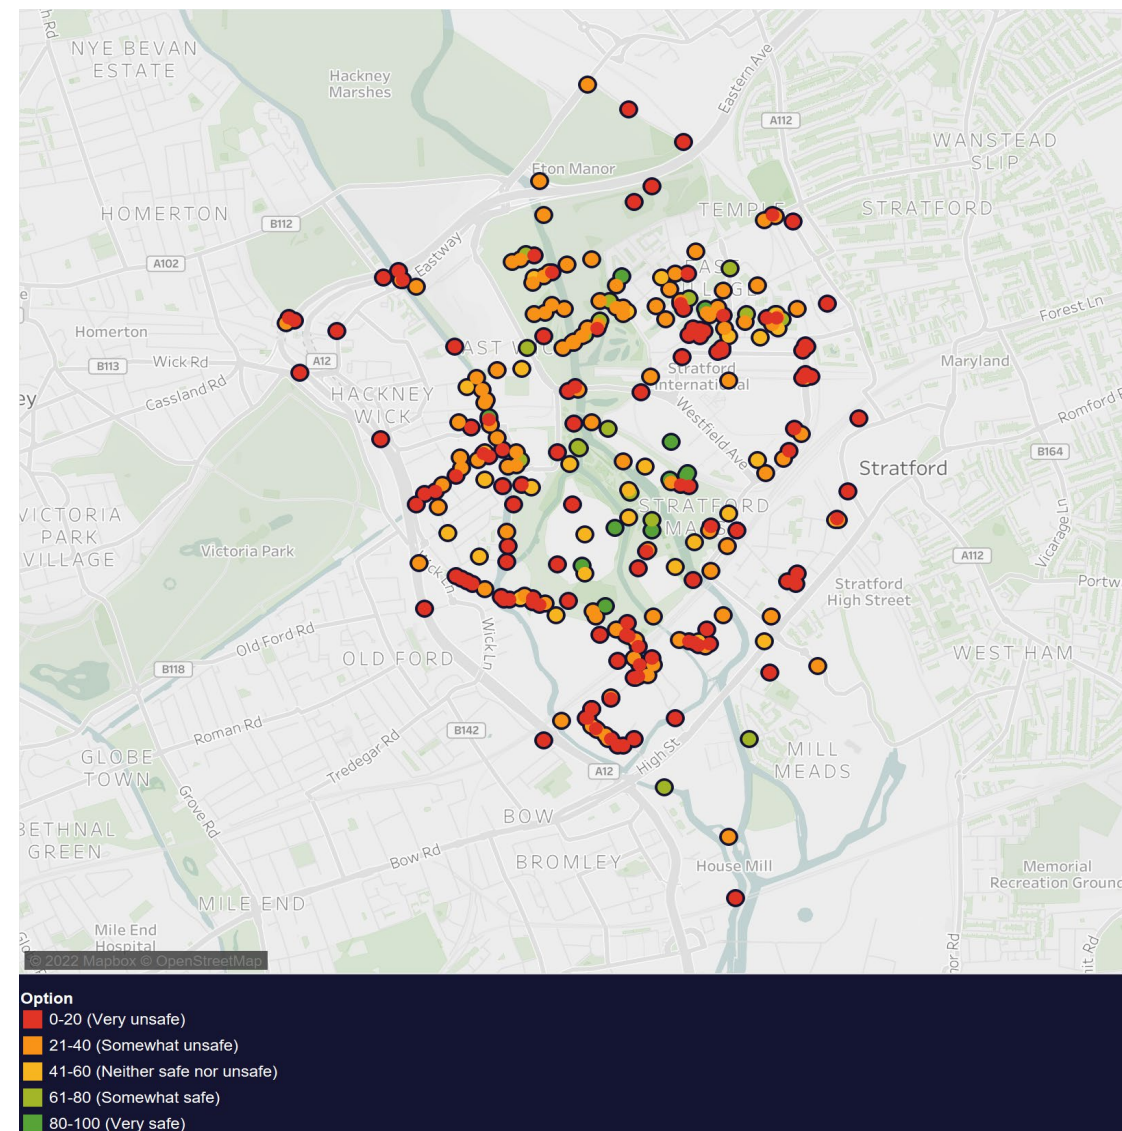 NYE BEVAN
ESTATE
Hackney
Marshes
Eastern Ave
A112
WANSTEAD
SLIP
Eton Manor
HOMERTON
B112
TEMPLE
STRATFORD
A102
Eastway
Forest Ln
Homerton
Wick Rd
A12
B113
Cassland Rd
HACKNEY
WICK
Stratford
International
Maryland
Romford
Westfield Ave
B164
Stratford
VICTORIA
PARK
VILLAGE
Victoria Park
STRATFORD
A112
Vicarage Ln
Stratford
High Street
Wick Ln
Old Ford Rd
Wick Ln
OLD FORD
WEST HAM
B118
Roman Rd
B142
Tredegar Rd
High St
A12
MILL
MEADS
GLOBE
TOWN
Grove Rd
BOW
BETHNAL
GREEN
Bow Rd
BROMLEY
House Mill
Memorial
Recreation Ground
MILE END
Mile End
Hospital
© 2022 Mapbox © OpenStreetMap
Option
0-20 (Very unsafe)
21-40 (Somewhat unsafe)
41-60 (Neither safe nor unsafe)
61-80 (Somewhat safe)
80-100 (Very safe)